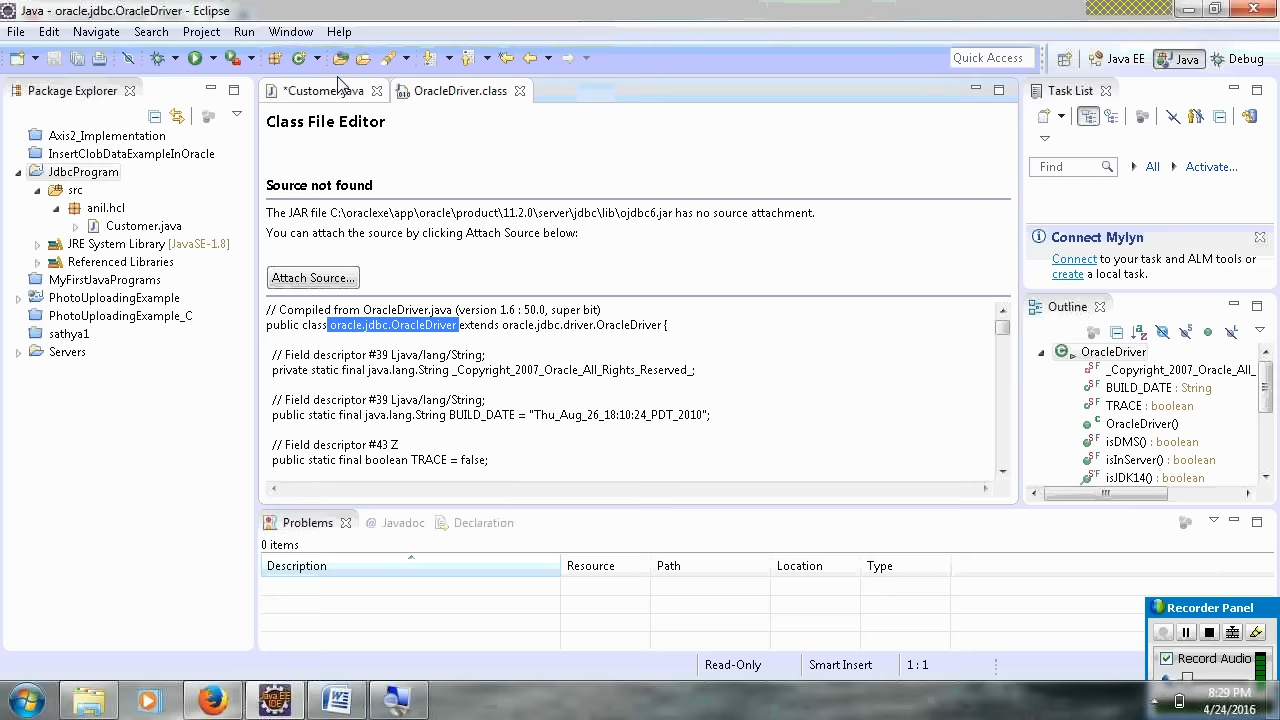 Java - oracle.jdbc.OracleDriver - Eclipse
File Edit Navigate Search Project Run Window Help
Quick Access
Java EE
Java
Debug
Package Explorer
Axis2_Implementation
InsertClobDataExampleInOracle
JdbcProgram
src
anil.hcl
Customer.java
JRE System Library [JavaSE-1.8]
Referenced Libraries
MyFirstJavaPrograms
PhotoUploadingExample
PhotoUploadingExample_C
sathya1
Servers
*Customer.java
OracleDriver.class
Class File Editor
Source not found
The JAR file C:\oraclexe\app\oracle\product\11.2.0\server\jdbc\lib\ojdbc6.jar has no source attachment.
You can attach the source by clicking Attach Source below:
Attach Source...
// Compiled from OracleDriver.java (version 1.6 : 50.0, super bit)
public class oracle.jdbc.OracleDriver extends oracle.jdbc.driver.OracleDriver {
// Field descriptor #39 Ljava/lang/String;
private static final java.lang.String _Copyright_2007_Oracle_All_Rights_Reserved_;
// Field descriptor #39 Ljava/lang/String;
public static final java.lang.String BUILD_DATE = "Thu_Aug_26_18:10:24_PDT_2010";
// Field descriptor #43 Z
public static final boolean TRACE = false;
Task List
Find
All
Activate...
Connect Mylyn
Connect to your task and ALM tools or
create a local task.
Outline
OracleDriver
_Copyright_2007_Oracle_All_
BUILD_DATE : String
TRACE : boolean
OracleDriver()
isDMS() : boolean
isInServer() : boolean
isJDK14() : boolean
Problems
@ Javadoc
Declaration
0 items
Description Resource Path Location Type
Read-Only
Smart Insert
1 : 1
Recorder Panel
Record Audio
Java EE
IDE
8:29 PM
4/24/2016